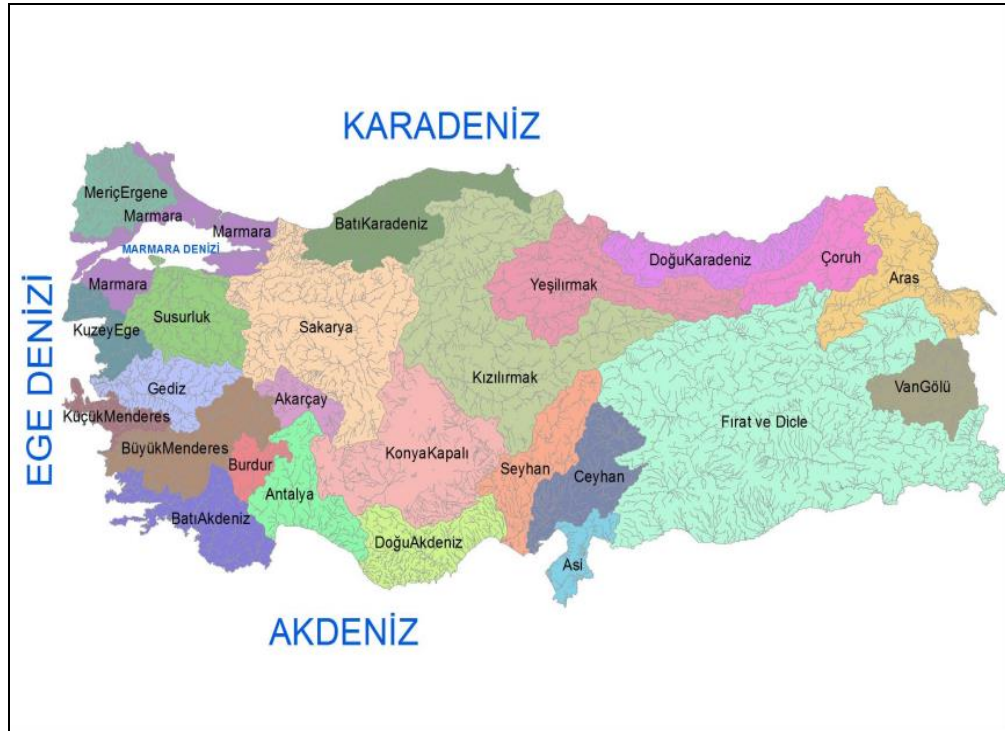 KARADENİZ
MeriçErgene
Marmara
Marmara
BatıKaradeniz
MARMARA DENİZİ
DoğuKaradeniz
Çoruh
Marmara
Yeşilırmak
Aras
EGE DENİZİ
KuzeyEge
Susurluk
Sakarya
Kızılırmak
Gediz
Akarçay
VanGölü
KüçükMenderes
Fırat ve Dicle
BüyükMenderes
Burdur
KonyaKapalı
Seyhan
Ceyhan
Antalya
BatıAkdeniz
DoğuAkdeniz
Asi
AKDENİZ